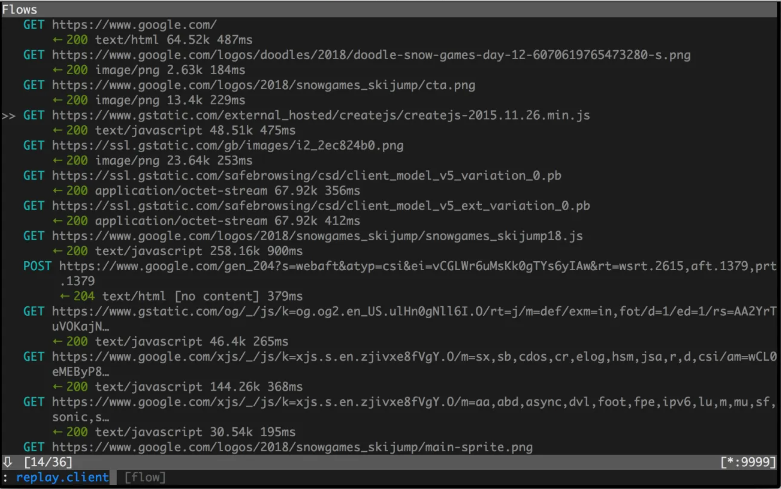 Flows
GET https://www.google.com/
← 200 text/html 64.52k 487ms
GET https://www.google.com/logos/doodles/2018/doodle-snow-games-day-12-6070619765473280-s.png
← 200 image/png 2.63k 184ms
GET https://www.google.com/logos/2018/snowgames_skijump/cta.png
← 200 image/png 13.4k 229ms
>> GET https://www.gstatic.com/external_hosted/createjs/createjs-2015.11.26.min.js
← 200 text/javascript 48.51k 475ms
GET https://ssl.gstatic.com/gb/images/i2_2ec824b0.png
← 200 image/png 23.64k 253ms
GET https://ssl.gstatic.com/safebrowsing/csd/client_model_v5_variation_0.pb
← 200 application/octet-stream 67.92k 356ms
GET https://ssl.gstatic.com/safebrowsing/csd/client_model_v5_ext_variation_0.pb
← 200 application/octet-stream 67.92k 412ms
GET https://www.google.com/logos/2018/snowgames_skijump/snowgames_skijump18.js
← 200 text/javascript 258.16k 900ms
POST https://www.google.com/gen_204?s=webaft&atyp=csi&ei=vCGLWr6uMsKk0gTYs6yIAw&rt=wsrt.2615,aft.1379,prt
.1379
← 204 text/html [no content] 379ms
GET https://www.gstatic.com/og/_/js/k=og.og2.en_US.ulHn0gNll6I.O/rt=j/m=def/exm=in,fot/d=1/ed=1/rs=AA2YrT
uVOKajN…
← 200 text/javascript 46.4k 265ms
GET https://www.google.com/xjs/_/js/k=xjs.s.en.zjivxe8fVgY.O/m=sx,sb,cdos,cr,elog,hsm,jsa,r,d,csi/am=wCL0
eMEByP8…
← 200 text/javascript 144.26k 368ms
GET https://www.google.com/xjs/_/js/k=xjs.s.en.zjivxe8fVgY.O/m=aa,abd,async,dvl,foot,fpe,ipv6,lu,m,mu,sf,
sonic,s…
← 200 text/javascript 30.54k 195ms
GET https://www.google.com/logos/2018/snowgames_skijump/main-sprite.png
⇩ [14/36] [*:9999]
: replay.client [flow]